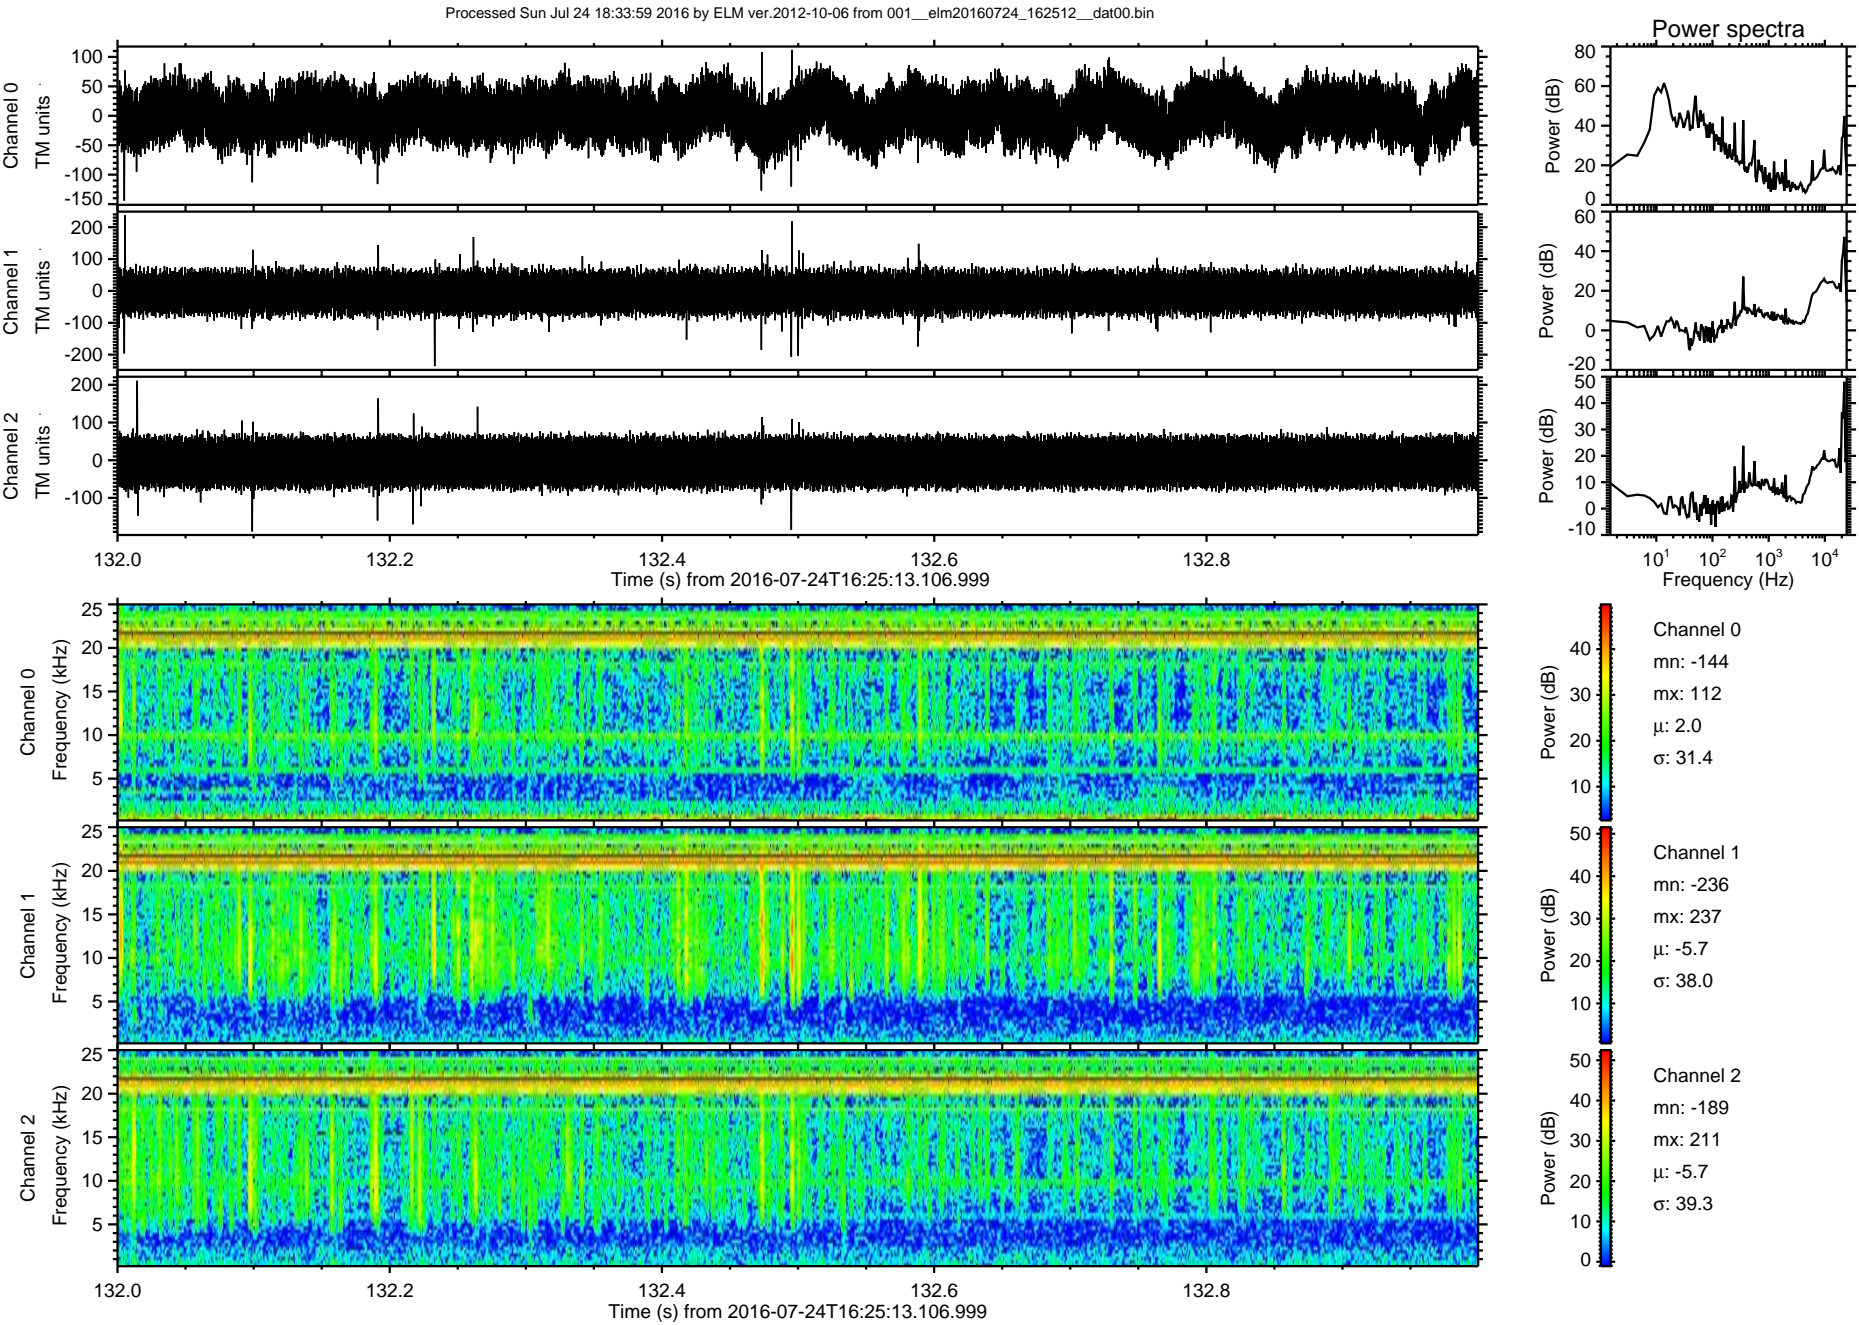 Processed Sun Jul 24 18:33:59 2016 by ELM ver.2012-10-06 from 001__elm20160724_162512__dat00.bin
Power spectra
Channel 0
TM units
100
50
0
-50
-100
-150
Power (dB)
80
60
40
20
0
Channel 1
TM units
200
100
0
-100
-200
Power (dB)
60
40
20
0
-20
Channel 2
TM units
200
100
0
-100
Power (dB)
50
40
30
20
10
0
-10
132.0 132.2 132.4 132.6 132.8
Time (s) from 2016-07-24T16:25:13.106.999
10¹ 10² 10³ 10⁴
Frequency (Hz)
Channel 0
Frequency (kHz)
25
20
15
10
5
Power (dB)
40
30
20
10
Channel 0
mn: -144
mx: 112
μ: 2.0
σ: 31.4
Channel 1
Frequency (kHz)
25
20
15
10
5
Power (dB)
50
40
30
20
10
Channel 1
mn: -236
mx: 237
μ: -5.7
σ: 38.0
Channel 2
Frequency (kHz)
25
20
15
10
5
Power (dB)
50
40
30
20
10
0
Channel 2
mn: -189
mx: 211
μ: -5.7
σ: 39.3
132.0 132.2 132.4 132.6 132.8
Time (s) from 2016-07-24T16:25:13.106.999